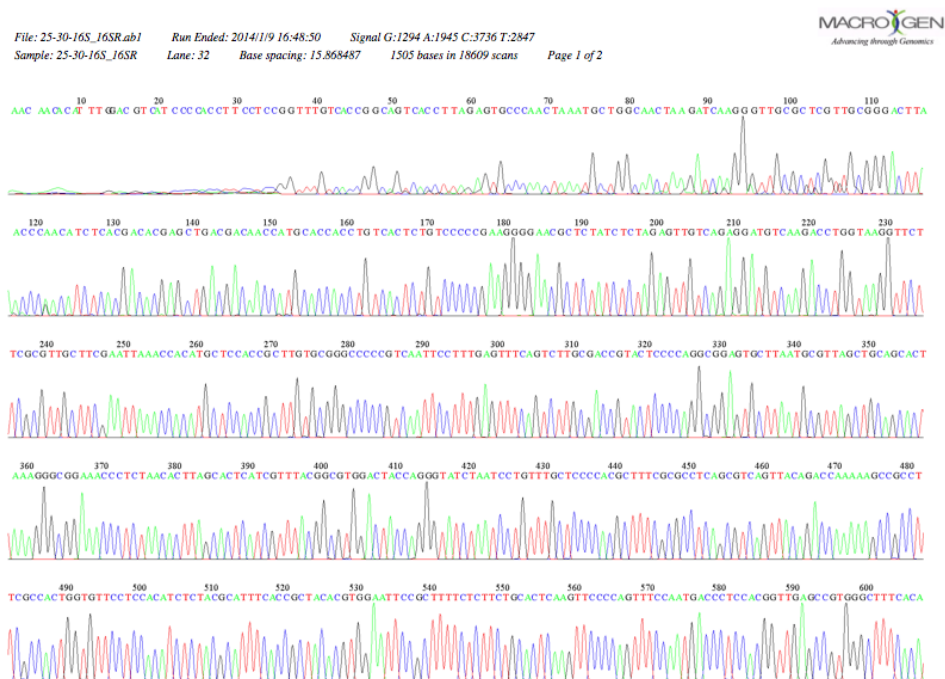 MACROGEN
Advancing through Genomics
File: 25-30-16S_16SR.ab1 Run Ended: 2014/1/9 16:48:50 Signal G:1294 A:1945 C:3736 T:2847
Sample: 25-30-16S_16SR Lane: 32 Base spacing: 15.868487 1505 bases in 18609 scans Page 1 of 2
10 20 30 40 50 60 70 80 90 100 110
AAC AACACAC AT TTGGAC GTCAT CCCCACCTTCCTCCGGTTTGTCACCGGCAGTCACCTTAGAGTGCCCAACTAAATGCTGGCAACTAAGATCAAGGGTTGCGCTCGTTGCGGGACTTA
120 130 140 150 160 170 180 190 200 210 220 230
ACCCAACATCTCACGACACGAGCTGACGACAACCATGCACCACCTGTCACTCTGTCCCCCGAAGGGGAACGCTCTATCTCTAGAGTTGTCAGAGGATGTCAAGACCTGGTAAGGTTCT
240 250 260 270 280 290 300 310 320 330 340 350
TCGCGTTGCTTCGAATTAAACCACATGCTCCACCGCTTGTGCGGGCCCCCGTCAATTCCTTTGAGTTTCAGTCTTGCGACCGTACTCCCCAGGCGGAGTGCTTAATGCGTTAGCTGCAGCACT
360 370 380 390 400 410 420 430 440 450 460 470 480
AAAGGGCGGAAACCCTCTAACACTTAGCACTCATCGTTTACGGCGTGGACTACCAGGGTATCTAATCCTGTTTGCTCCCCACGCTTTCGCGCCTCAGCGTCAGTTACAGACCAAAAAGCCGCCT
490 500 510 520 530 540 550 560 570 580 590 600
TCGCCACTGGTGTTCCTCCACATCTCTACGCATTTCACCGCTACACGTGGAATTCCGCTTTTCTCTTCTGCACTCAAGTTCCCCAGTTTCCAATGACCCTCCACGGTTGAGCCGTGGGCTTTCACA